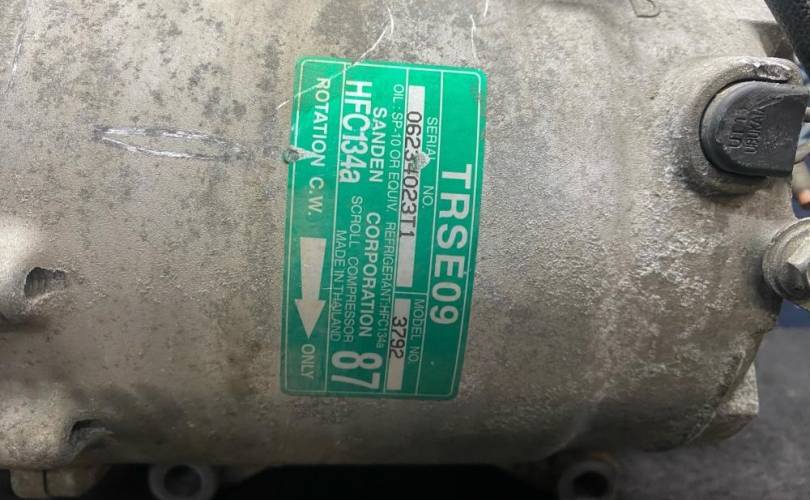 TRSE09
SERIAL NO.
MODEL NO.
06234023T1
3792
OIL : SP-10 OR EQUIV. REFRIGERANT:HFC134a
SANDEN CORPORATION
HFC134a
SCROLL COMPRESSOR
MADE IN THAILAND
87
ROTATION C.W.
ONLY